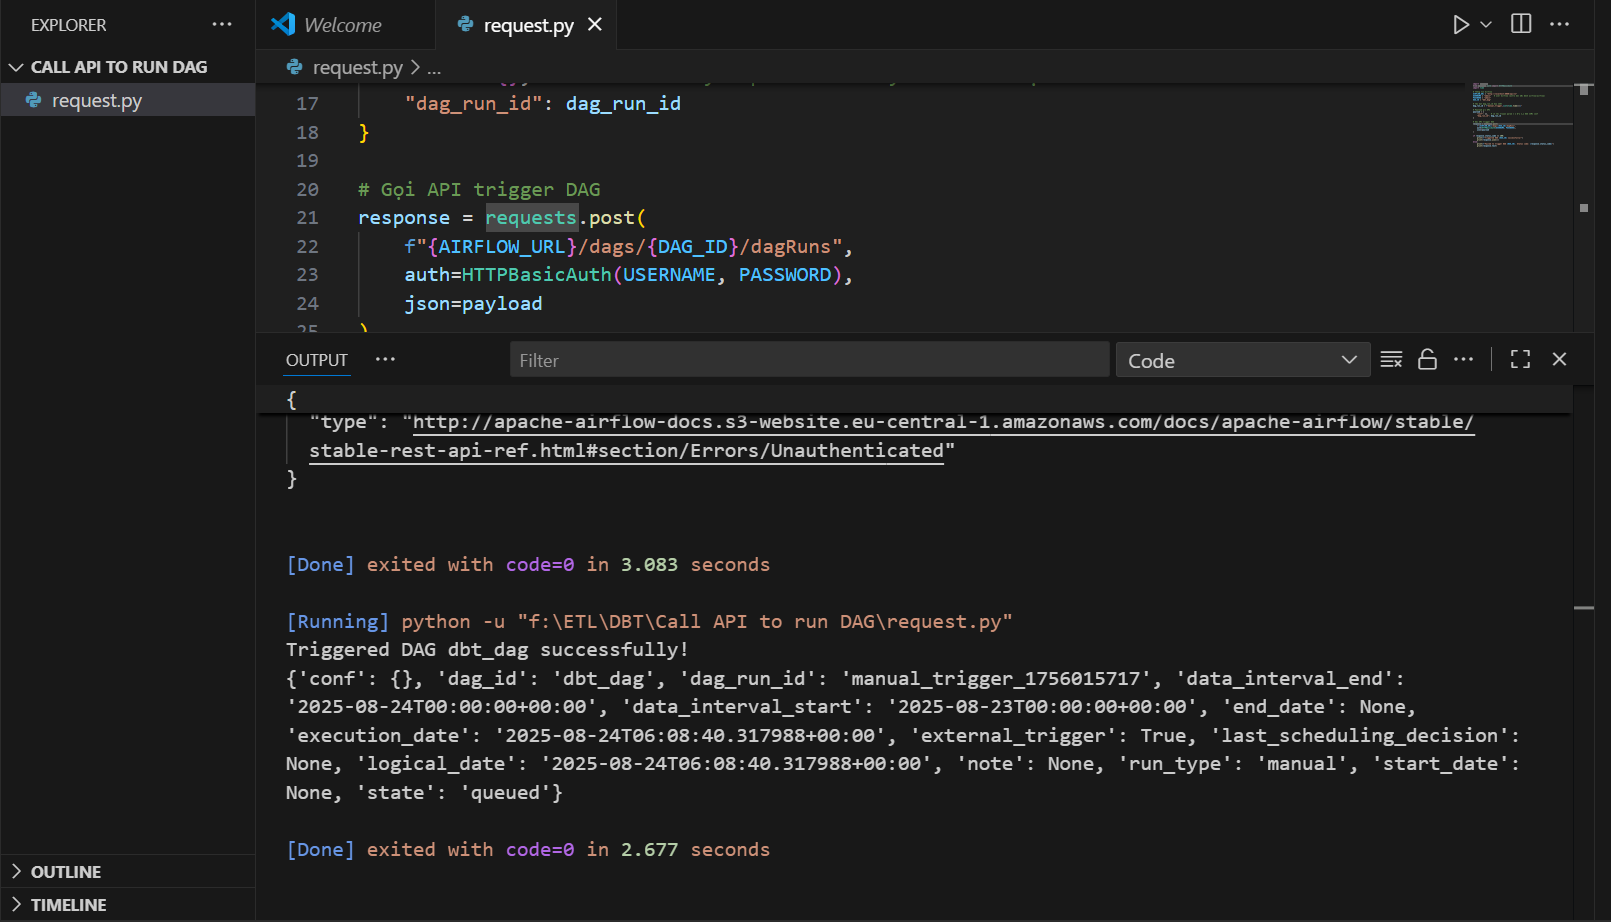 EXPLORER
CALL API TO RUN DAG
request.py
OUTLINE
TIMELINE
Welcome
request.py
request.py > ...
17 "dag_run_id": dag_run_id
18 }
19
20 # Gọi API trigger DAG
21 response = requests.post(
22 f"{AIRFLOW_URL}/dags/{DAG_ID}/dagRuns",
23 auth=HTTPBasicAuth(USERNAME, PASSWORD),
24 json=payload
25 )
OUTPUT
Filter
Code
{
"type": "http://apache-airflow-docs.s3-website.eu-central-1.amazonaws.com/docs/apache-airflow/stable/
stable-rest-api-ref.html#section/Errors/Unauthenticated"
}
[Done] exited with code=0 in 3.083 seconds
[Running] python -u "f:\ETL\DBT\Call API to run DAG\request.py"
Triggered DAG dbt_dag successfully!
{'conf': {}, 'dag_id': 'dbt_dag', 'dag_run_id': 'manual_trigger_1756015717', 'data_interval_end':
'2025-08-24T00:00:00+00:00', 'data_interval_start': '2025-08-23T00:00:00+00:00', 'end_date': None,
'execution_date': '2025-08-24T06:08:40.317988+00:00', 'external_trigger': True, 'last_scheduling_decision':
None, 'logical_date': '2025-08-24T06:08:40.317988+00:00', 'note': None, 'run_type': 'manual', 'start_date':
None, 'state': 'queued'}
[Done] exited with code=0 in 2.677 seconds